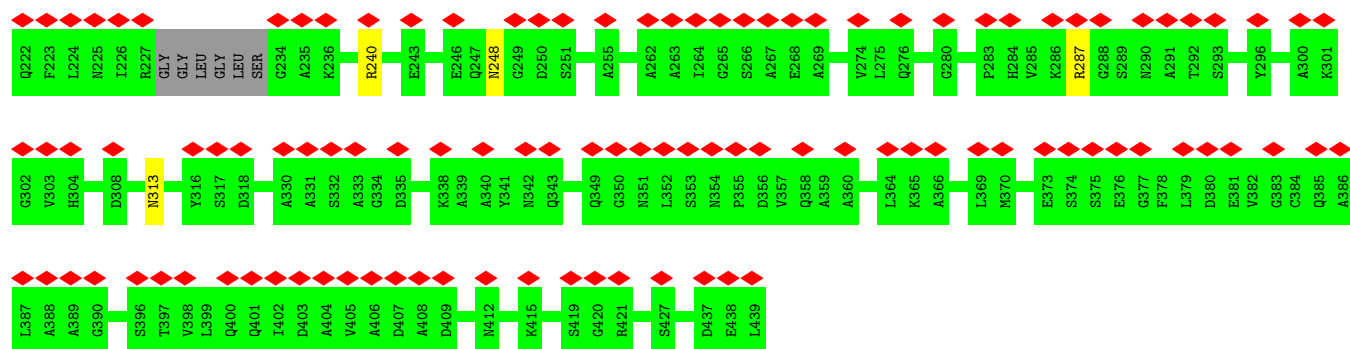 Q222 F223 L224 N225 I226 R227 GLY GLY LEU GLY LEU SER G234 A235 K236 R240 E243 E246 Q247 N248 G249 D250 S251 A255 A262 A263 I264 G265 S266 A267 E268 A269 V274 L275 Q276 G280 P283 H284 V285 K286 R287 G288 S289 N290 A291 T292 S293 Y296 A300 K301
G302 V303 H304 D308 N313 Y316 S317 D318 A330 A331 S332 A333 G334 D335 K338 A339 A340 Y341 N342 Q343 Q349 G350 N351 L352 S353 N354 P355 D356 V357 Q358 A359 A360 L364 K365 A366 L369 M370 E373 S374 S375 E376 G377 F378 L379 D380 E381 V382 G383 C384 Q385 A386
L387 A388 A389 G390 S396 T397 V398 L399 Q400 Q401 I402 D403 A404 V405 A406 D407 A408 D409 N412 K415 S419 G420 R421 S427 D437 E438 L439